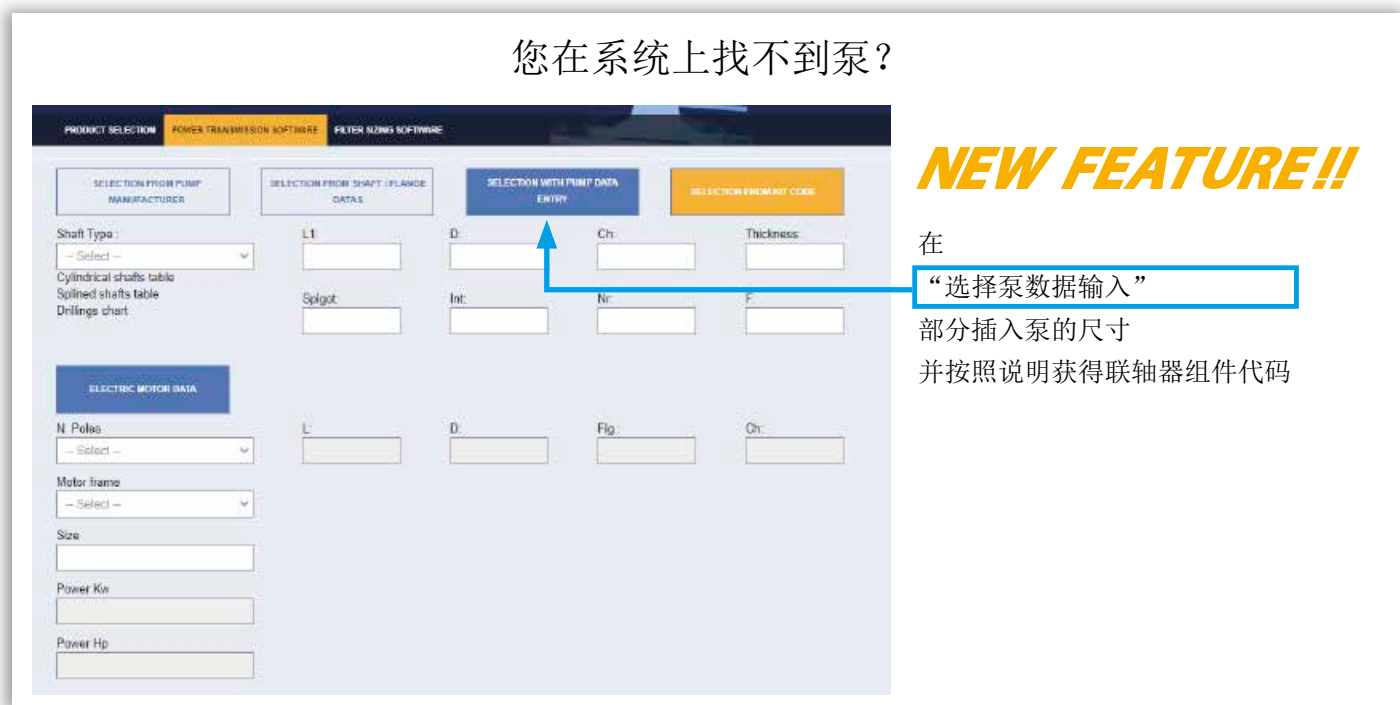 您在系统上找不到泵？
PRODUCT SELECTION POWER TRANSMISSION SOFTWARE FILTER SIZING SOFTWARE
SELECTION FROM PUMP MANUFACTURER
SELECTION FROM SHAFT / FLANGE DATAS
SELECTION WITH PUMP DATA ENTRY
SELECTION FROM KIT CODE
Shaft Type : L1: D: Ch: Thickness:
-- Select --
Cylindrical shafts table
Splined shafts table
Drillings chart
Spigot: Int: Nr: F:
ELECTRIC MOTOR DATA
N. Poles L: D: Flg : Ch:
-- Select --
Motor frame
-- Select --
Size
Power Kw
Power Hp
NEW FEATURE!!
在
“选择泵数据输入”
部分插入泵的尺寸
并按照说明获得联轴器组件代码